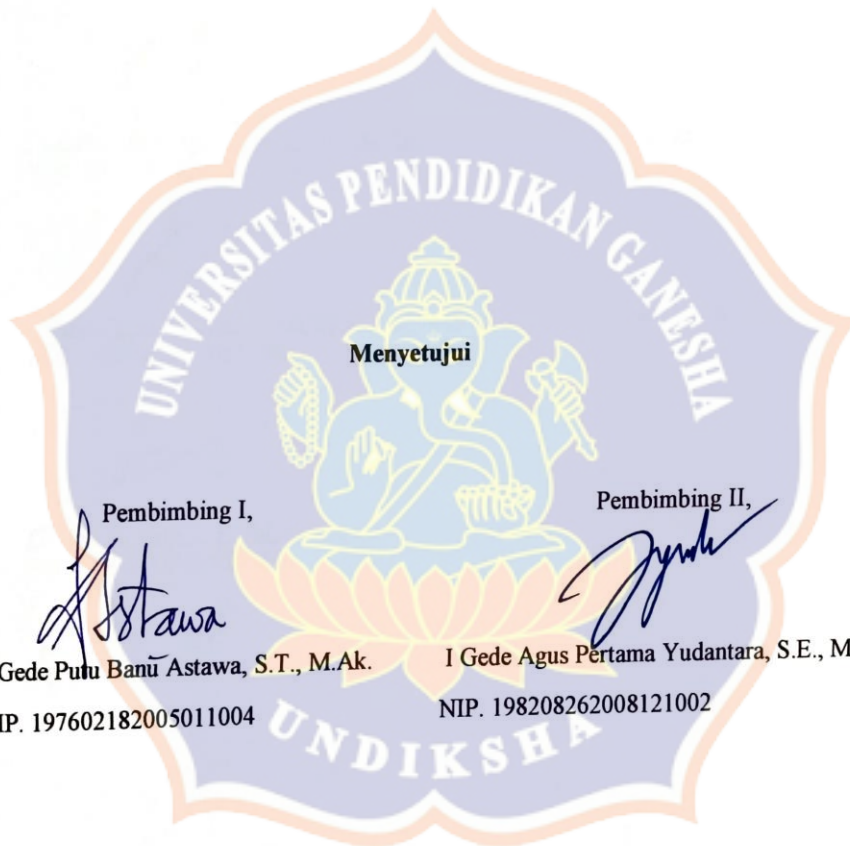 UNIVERSITAS PENDIDIKAN GANESHA
Menyetujui
Pembimbing I,
Pembimbing II,
Astawa
Gede Putu Banu Astawa, S.T., M.Ak.
I Gede Agus Pertama Yudantara, S.E., M
IP. 197602182005011004
NIP. 198208262008121002
UNDIKSHA